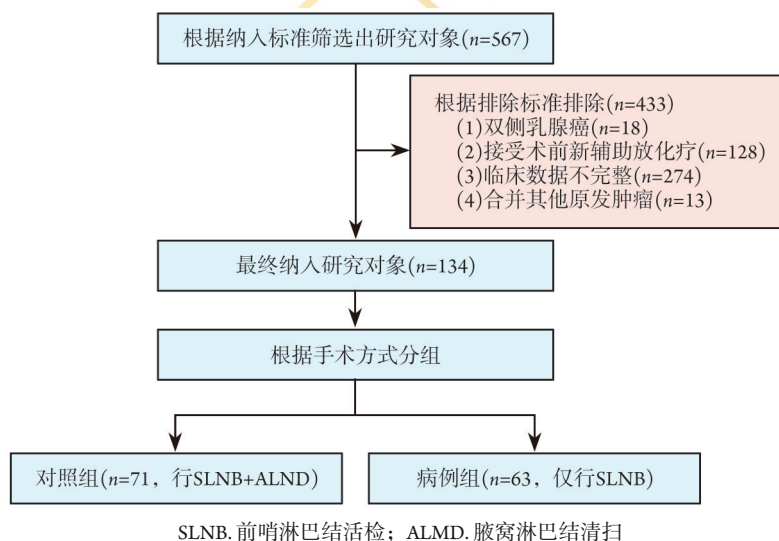 根据纳入标准筛选出研究对象(n=567)
根据排除标准排除(n=433)
(1)双侧乳腺癌(n=18)
(2)接受术前新辅助放化疗(n=128)
(3)临床数据不完整(n=274)
(4)合并其他原发肿瘤(n=13)
最终纳入研究对象(n=134)
根据手术方式分组
对照组(n=71，行SLNB+ALND)
病例组(n=63，仅行SLNB)
SLNB. 前哨淋巴结活检；ALMD. 腋窝淋巴结清扫